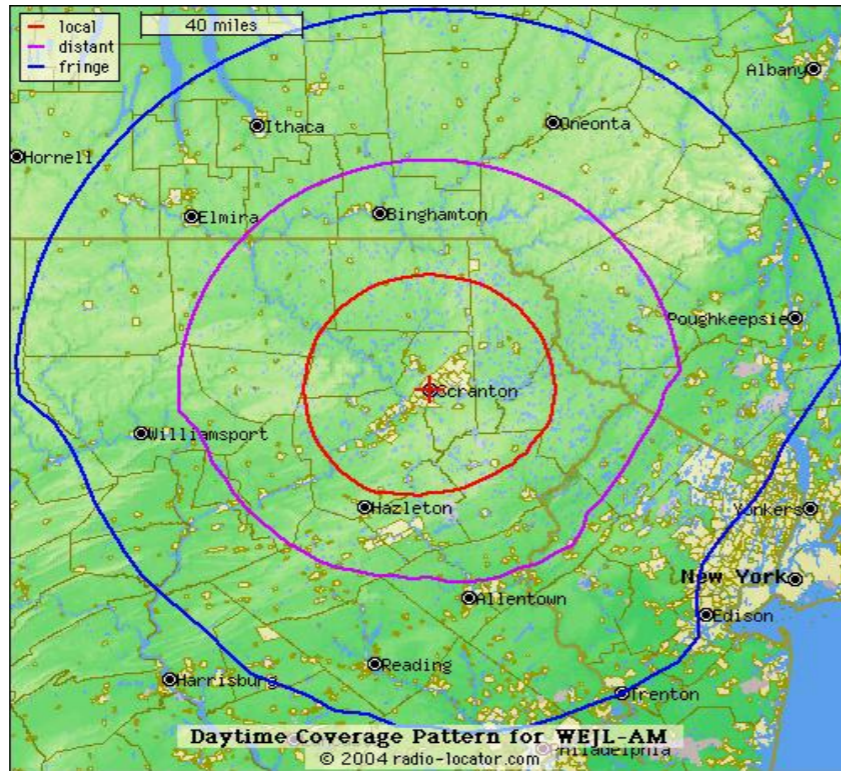 local
distant
fringe
40 miles
Albany
Ithaca
Oneonta
Hornell
Elmira
Binghamton
Poughkeepsie
Scranton
Williamsport
Hazleton
Yonkers
New York
Allentown
Edison
Reading
Harrisburg
Trenton
Daytime Coverage Pattern for WEJL-AM
Philadelphia
© 2004 radio-locator.com